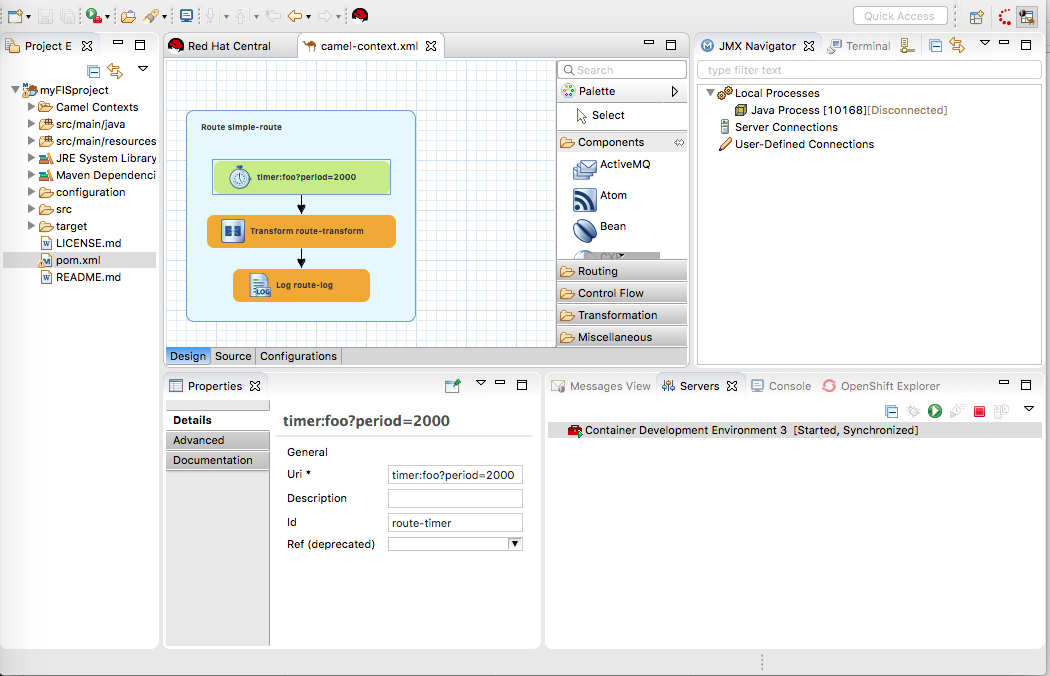 Quick Access
Project E
myFISproject
Camel Contexts
src/main/java
src/main/resources
JRE System Library
Maven Dependenci
configuration
src
target
LICENSE.md
pom.xml
README.md
Red Hat Central
camel-context.xml
Route simple-route
timer:foo?period=2000
Transform route-transform
LOG
Log route-log
Search
Palette
Select
Components
ActiveMQ
Atom
Bean
CXF
Routing
Control Flow
Transformation
Miscellaneous
Design Source Configurations
JMX Navigator
Terminal
type filter text
Local Processes
Java Process [10168][Disconnected]
Server Connections
User-Defined Connections
Properties
Details
Advanced
Documentation
timer:foo?period=2000
General
Uri * timer:foo?period=2000
Description
Id route-timer
Ref (deprecated)
Messages View Servers Console OpenShift Explorer
Container Development Environment 3 [Started, Synchronized]